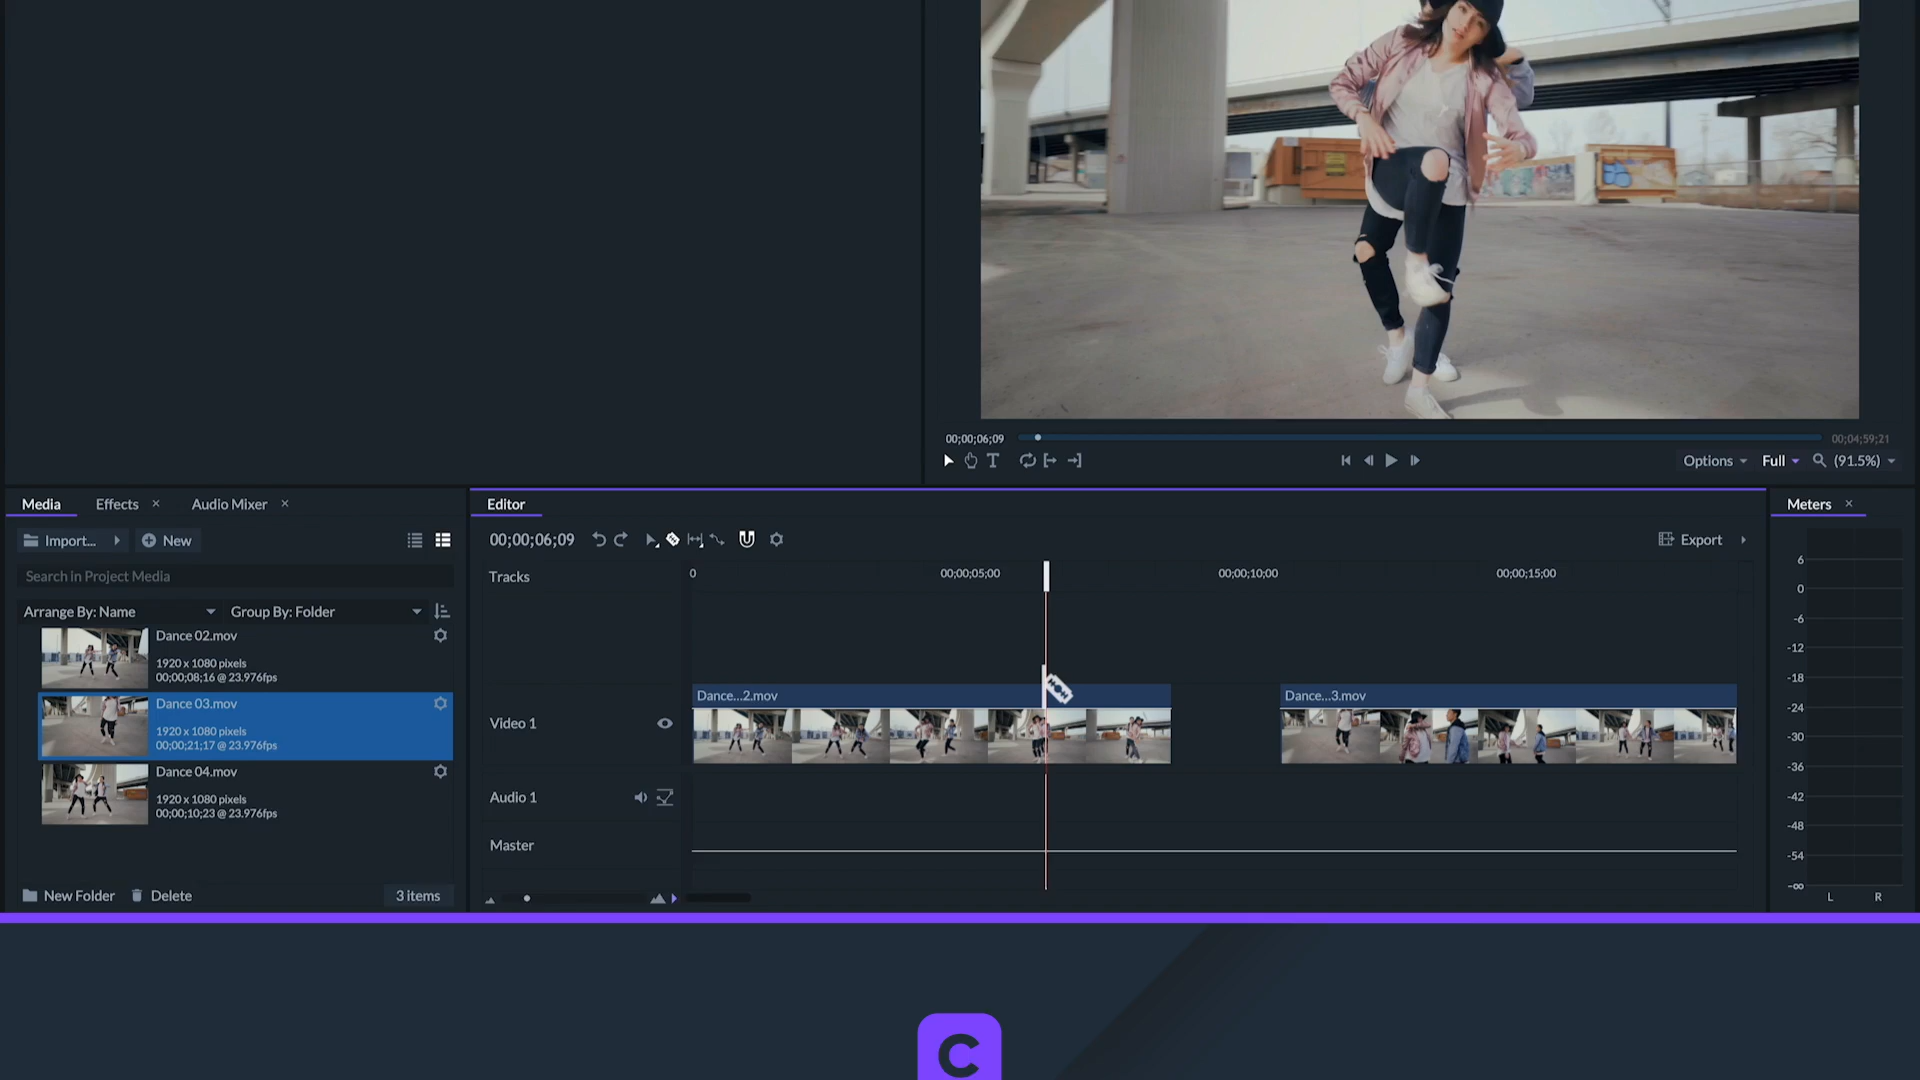 00;00;06;09
00;04;59;21
Options
Full
(91.5%)
Media
Effects
Audio Mixer
Import...
New
Search in Project Media
Arrange By: Name
Group By: Folder
Dance 02.mov
1920 x 1080 pixels
00;00;08;16 @ 23.976fps
Dance 03.mov
1920 x 1080 pixels
00;00;21;17 @ 23.976fps
Dance 04.mov
1920 x 1080 pixels
00;00;10;23 @ 23.976fps
New Folder
Delete
3 items
Editor
00;00;06;09
Export
Tracks
0
00;00;05;00
00;00;10;00
00;00;15;00
Dance...2.mov
Dance...3.mov
Video 1
Audio 1
Master
Meters
6
0
-6
-12
-18
-24
-30
-36
-42
-48
-54
-∞
L
R
C